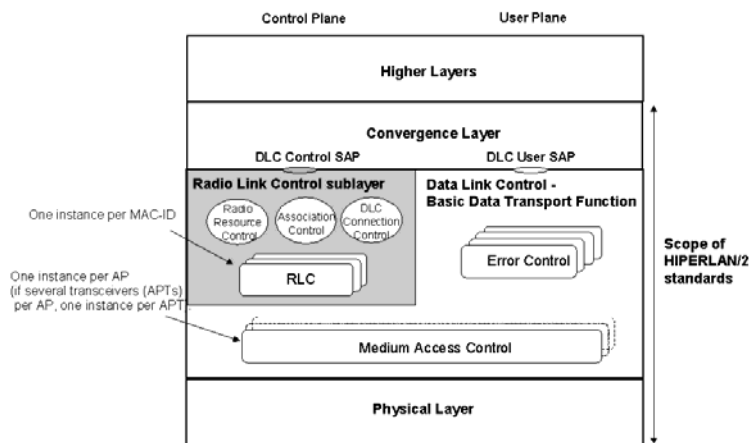 Control Plane
User Plane
Higher Layers
Convergence Layer
DLC Control SAP
DLC User SAP
Radio Link Control sublayer
Data Link Control -
Basic Data Transport Function
Radio
Resource
Control
Association
Control
DLC
Connection
Control
One instance per MAC-ID
RLC
Error Control
Scope of
HIPERLAN/2
standards
One instance per AP
(if several transceivers (APTs)
per AP, one instance per APT)
Medium Access Control
Physical Layer